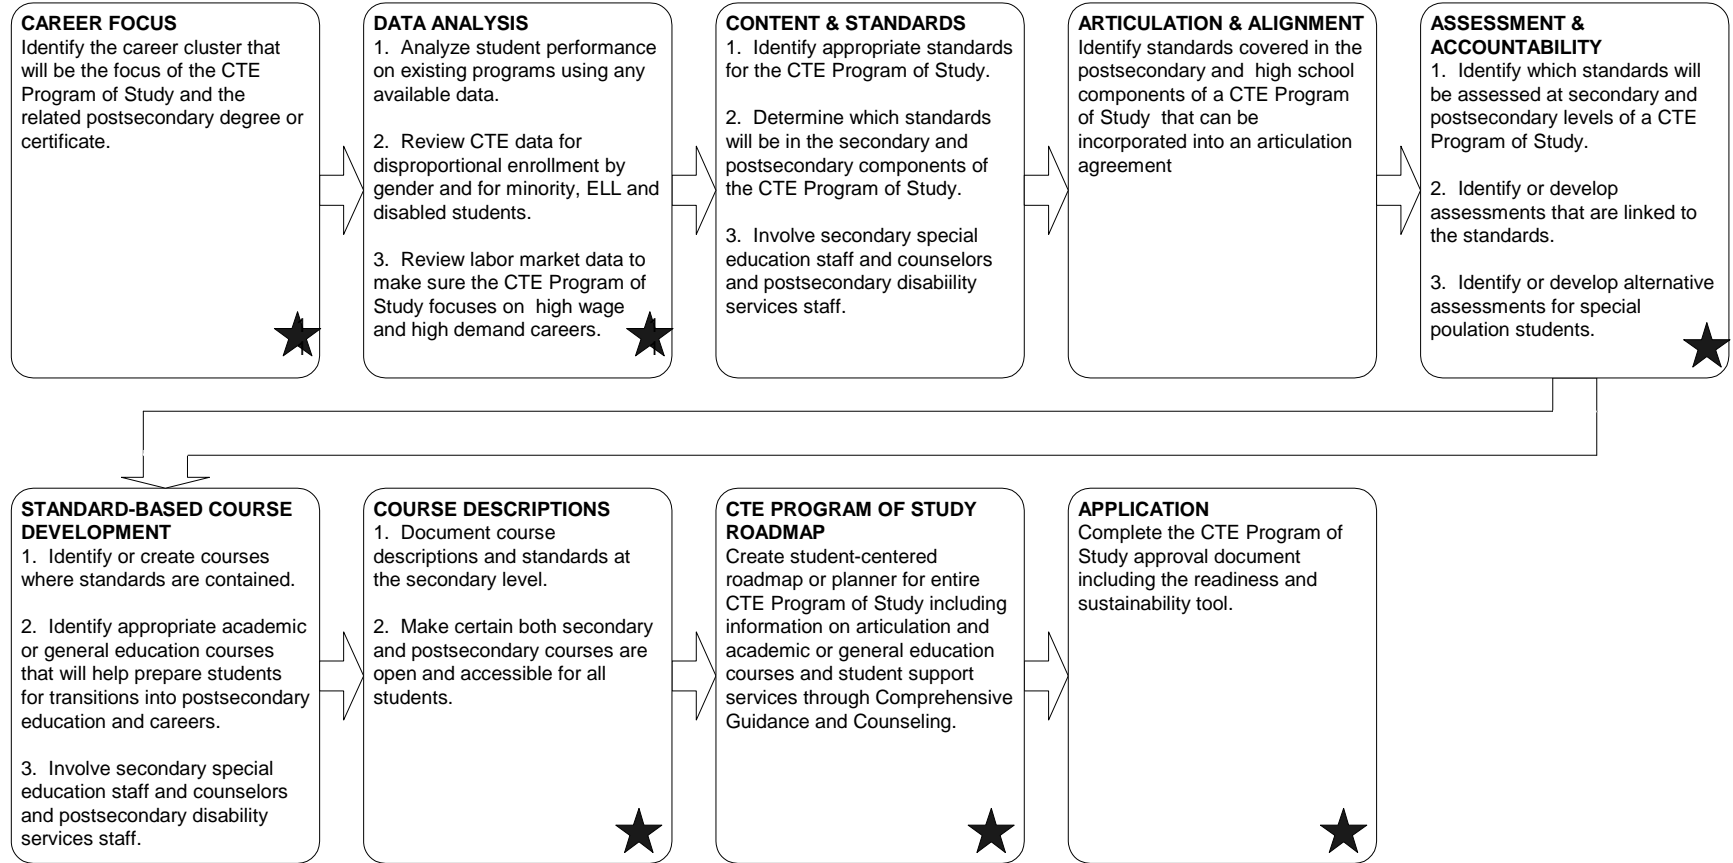 CAREER FOCUS
Identify the career cluster that
will be the focus of the CTE
Program of Study and the
related postsecondary degree or
certificate.
DATA ANALYSIS
1. Analyze student performance
on existing programs using any
available data.
2. Review CTE data for
disproportional enrollment by
gender and for minority, ELL and
disabled students.
3. Review labor market data to
make sure the CTE Program of
Study focuses on high wage
and high demand careers.
CONTENT & STANDARDS
1. Identify appropriate standards
for the CTE Program of Study.
2. Determine which standards
will be in the secondary and
postsecondary components of
the CTE Program of Study.
3. Involve secondary special
education staff and counselors
and postsecondary disabiility
services staff.
ARTICULATION & ALIGNMENT
Identify standards covered in the
postsecondary and high school
components of a CTE Program
of Study that can be
incorporated into an articulation
agreement
ASSESSMENT &
ACCOUNTABILITY
1. Identify which standards will
be assessed at secondary and
postsecondary levels of a CTE
Program of Study.
2. Identify or develop
assessments that are linked to
the standards.
3. Identify or develop alternative
assessments for special
poulation students.
STANDARD-BASED COURSE
DEVELOPMENT
1. Identify or create courses
where standards are contained.
2. Identify appropriate academic
or general education courses
that will help prepare students
for transitions into postsecondary
education and careers.
3. Involve secondary special
education staff and counselors
and postsecondary disability
services staff.
COURSE DESCRIPTIONS
1. Document course
descriptions and standards at
the secondary level.
2. Make certain both secondary
and postsecondary courses are
open and accessible for all
students.
CTE PROGRAM OF STUDY
ROADMAP
Create student-centered
roadmap or planner for entire
CTE Program of Study including
information on articulation and
academic or general education
courses and student support
services through Comprehensive
Guidance and Counseling.
APPLICATION
Complete the CTE Program of
Study approval document
including the readiness and
sustainability tool.